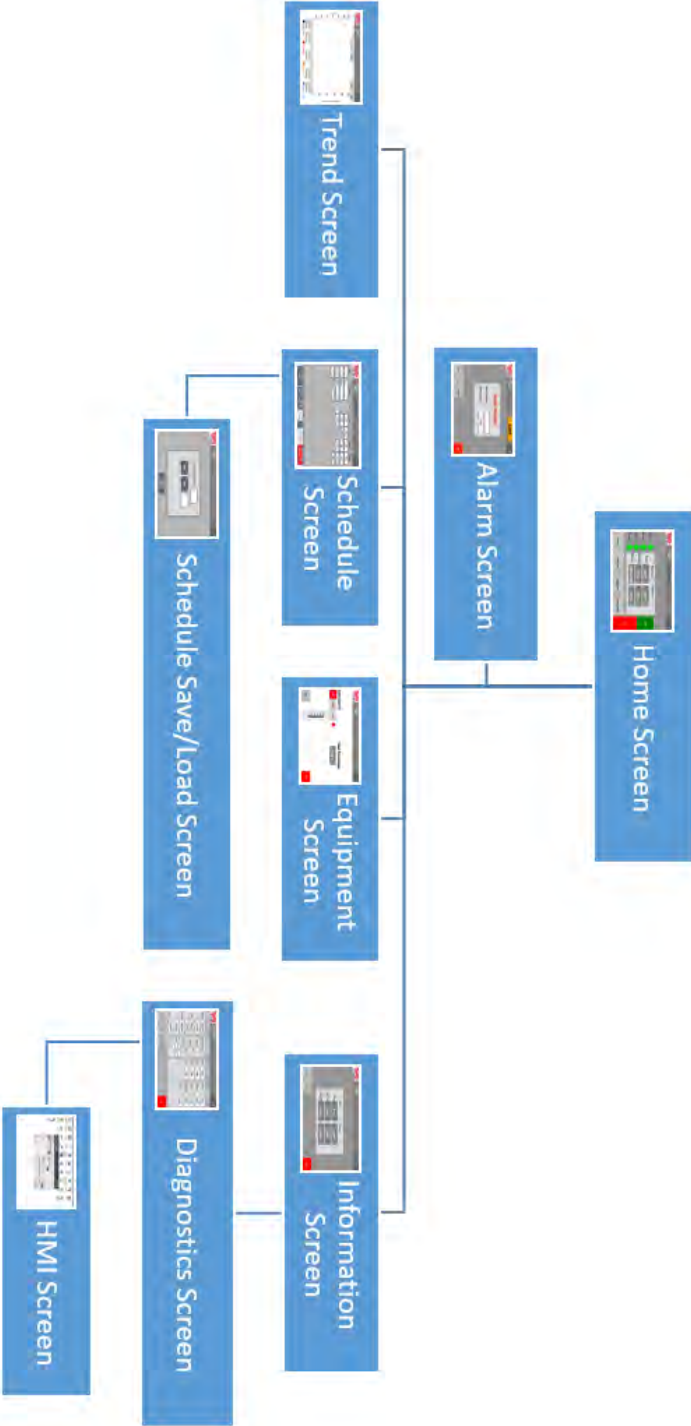 Home Screen
Alarm Screen
Trend Screen
Schedule
Screen
Equipment
Screen
Information
Screen
Schedule Save/Load Screen
Diagnostics Screen
HMI Screen